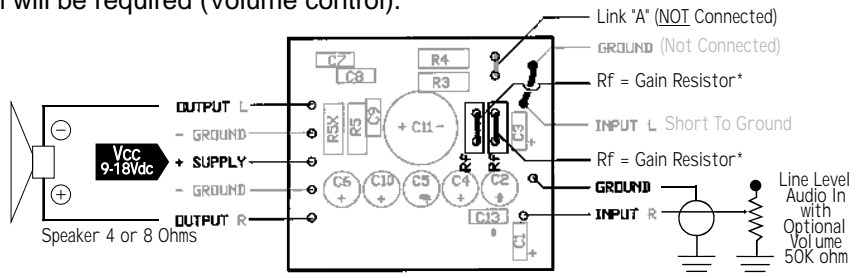 will be required (volume control).
Link "A" (NOT Connected)
GROUND (Not Connected)
Rf = Gain Resistor*
INPUT L Short To Ground
Rf = Gain Resistor*
GROUND
INPUT R
Line Level
Audio In
with
Optional
Volume
50K ohm
OUTPUT L
- GROUND
+ SUPPLY
- GROUND
OUTPUT R
Vcc
9-18Vdc
Speaker 4 or 8 Ohms
C7
C8
R4
R3
R5X
R5
C9
+ C11 -
Rf
Rf
C3
+
C6
+
C10
+
C5
C4
+
C2
C13
C1
+